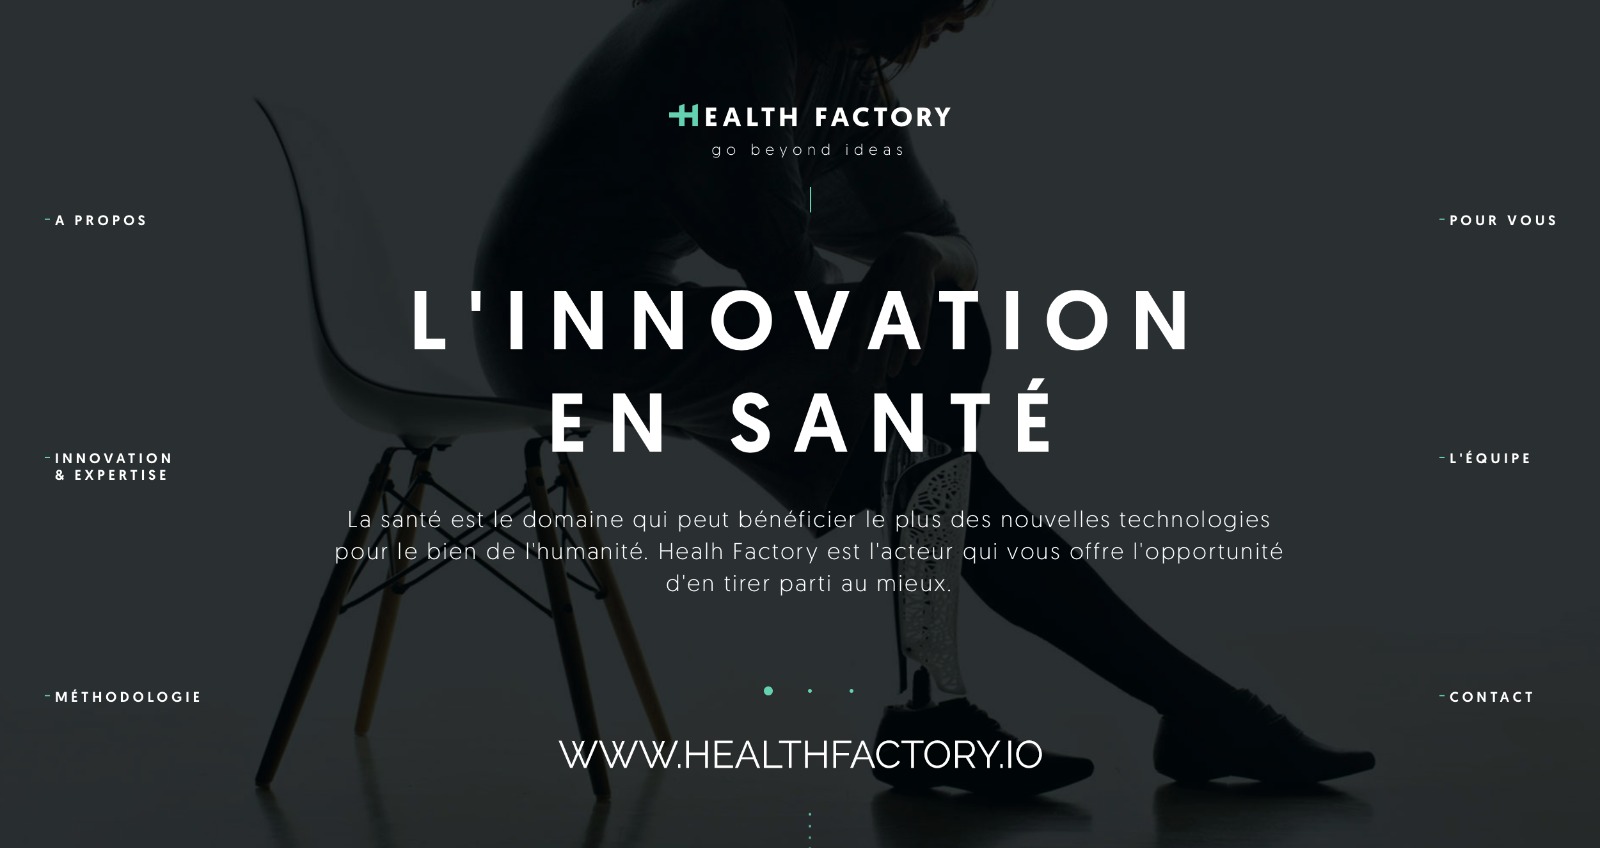 HEALTH FACTORY
go beyond ideas
-A PROPOS
-POUR VOUS
L'INNOVATION
EN SANTÉ
-INNOVATION
& EXPERTISE
-L'ÉQUIPE
La santé est le domaine qui peut bénéficier le plus des nouvelles technologies
pour le bien de l'humanité. Healh Factory est l'acteur qui vous offre l'opportunité
d'en tirer parti au mieux.
-MÉTHODOLOGIE
-CONTACT
WWW.HEALTHFACTORY.IO